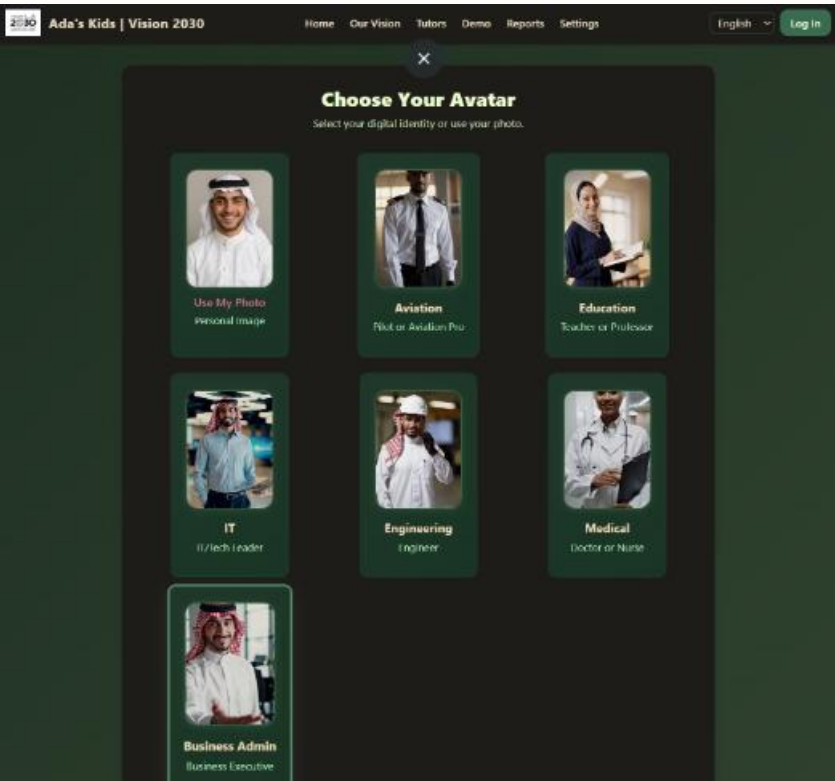 2030
Ada's Kids | Vision 2030
Home Our Vision Tutors Demo Reports Settings
English
Log In
Choose Your Avatar
Select your digital identity or use your photo.
Use My Photo
Personal Image
Aviation
Pilot or Aviation Pro
Education
Teacher or Professor
IT
IT/Tech Leader
Engineering
Engineer
Medical
Doctor or Nurse
Business Admin
Business Executive